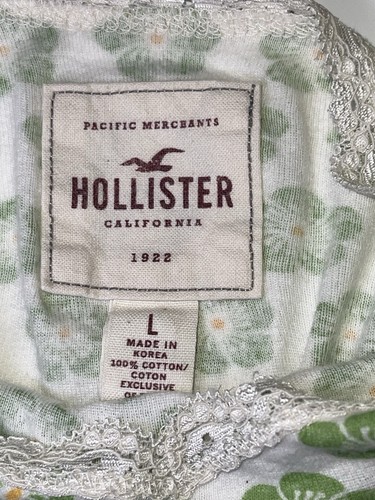 PACIFIC MERCHANTS
HOLLISTER
CALIFORNIA
1922
L
MADE IN
KOREA
100% COTTON/
COTON
EXCLUSIVE